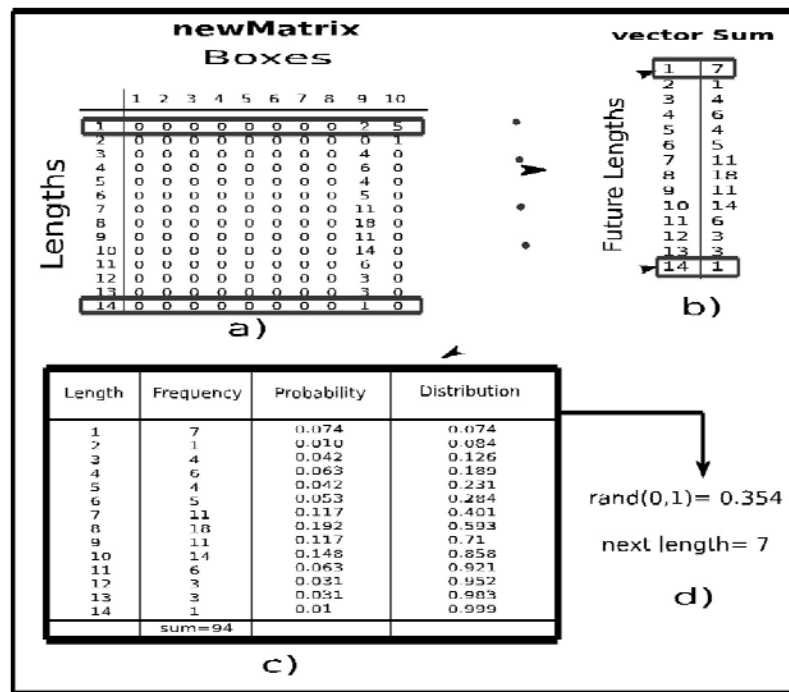 newMatrix
Boxes
1 2 3 4 5 6 7 8 9 10
Lengths
1 0 0 0 0 0 0 0 0 2 5
2 0 0 0 0 0 0 0 0 0 1
3 0 0 0 0 0 0 0 0 4 0
4 0 0 0 0 0 0 0 0 6 0
5 0 0 0 0 0 0 0 0 4 0
6 0 0 0 0 0 0 0 0 5 0
7 0 0 0 0 0 0 0 0 11 0
8 0 0 0 0 0 0 0 0 18 0
9 0 0 0 0 0 0 0 0 11 0
10 0 0 0 0 0 0 0 0 14 0
11 0 0 0 0 0 0 0 0 6 0
12 0 0 0 0 0 0 0 0 3 0
13 0 0 0 0 0 0 0 0 3 0
14 0 0 0 0 0 0 0 0 1 0
a)
vector Sum
Future Lengths
1 7
2 1
3 4
4 6
5 4
6 5
7 11
8 18
9 11
10 14
11 6
12 3
13 3
14 1
b)
Length Frequency Probability Distribution
1 7 0.074 0.074
2 1 0.010 0.084
3 4 0.042 0.126
4 6 0.063 0.189
5 4 0.042 0.231
6 5 0.053 0.284
7 11 0.117 0.401
8 18 0.192 0.593
9 11 0.117 0.71
10 14 0.148 0.858
11 6 0.063 0.921
12 3 0.031 0.952
13 3 0.031 0.983
14 1 0.01 0.999
sum=94
c)
rand(0,1)= 0.354
next length= 7
d)